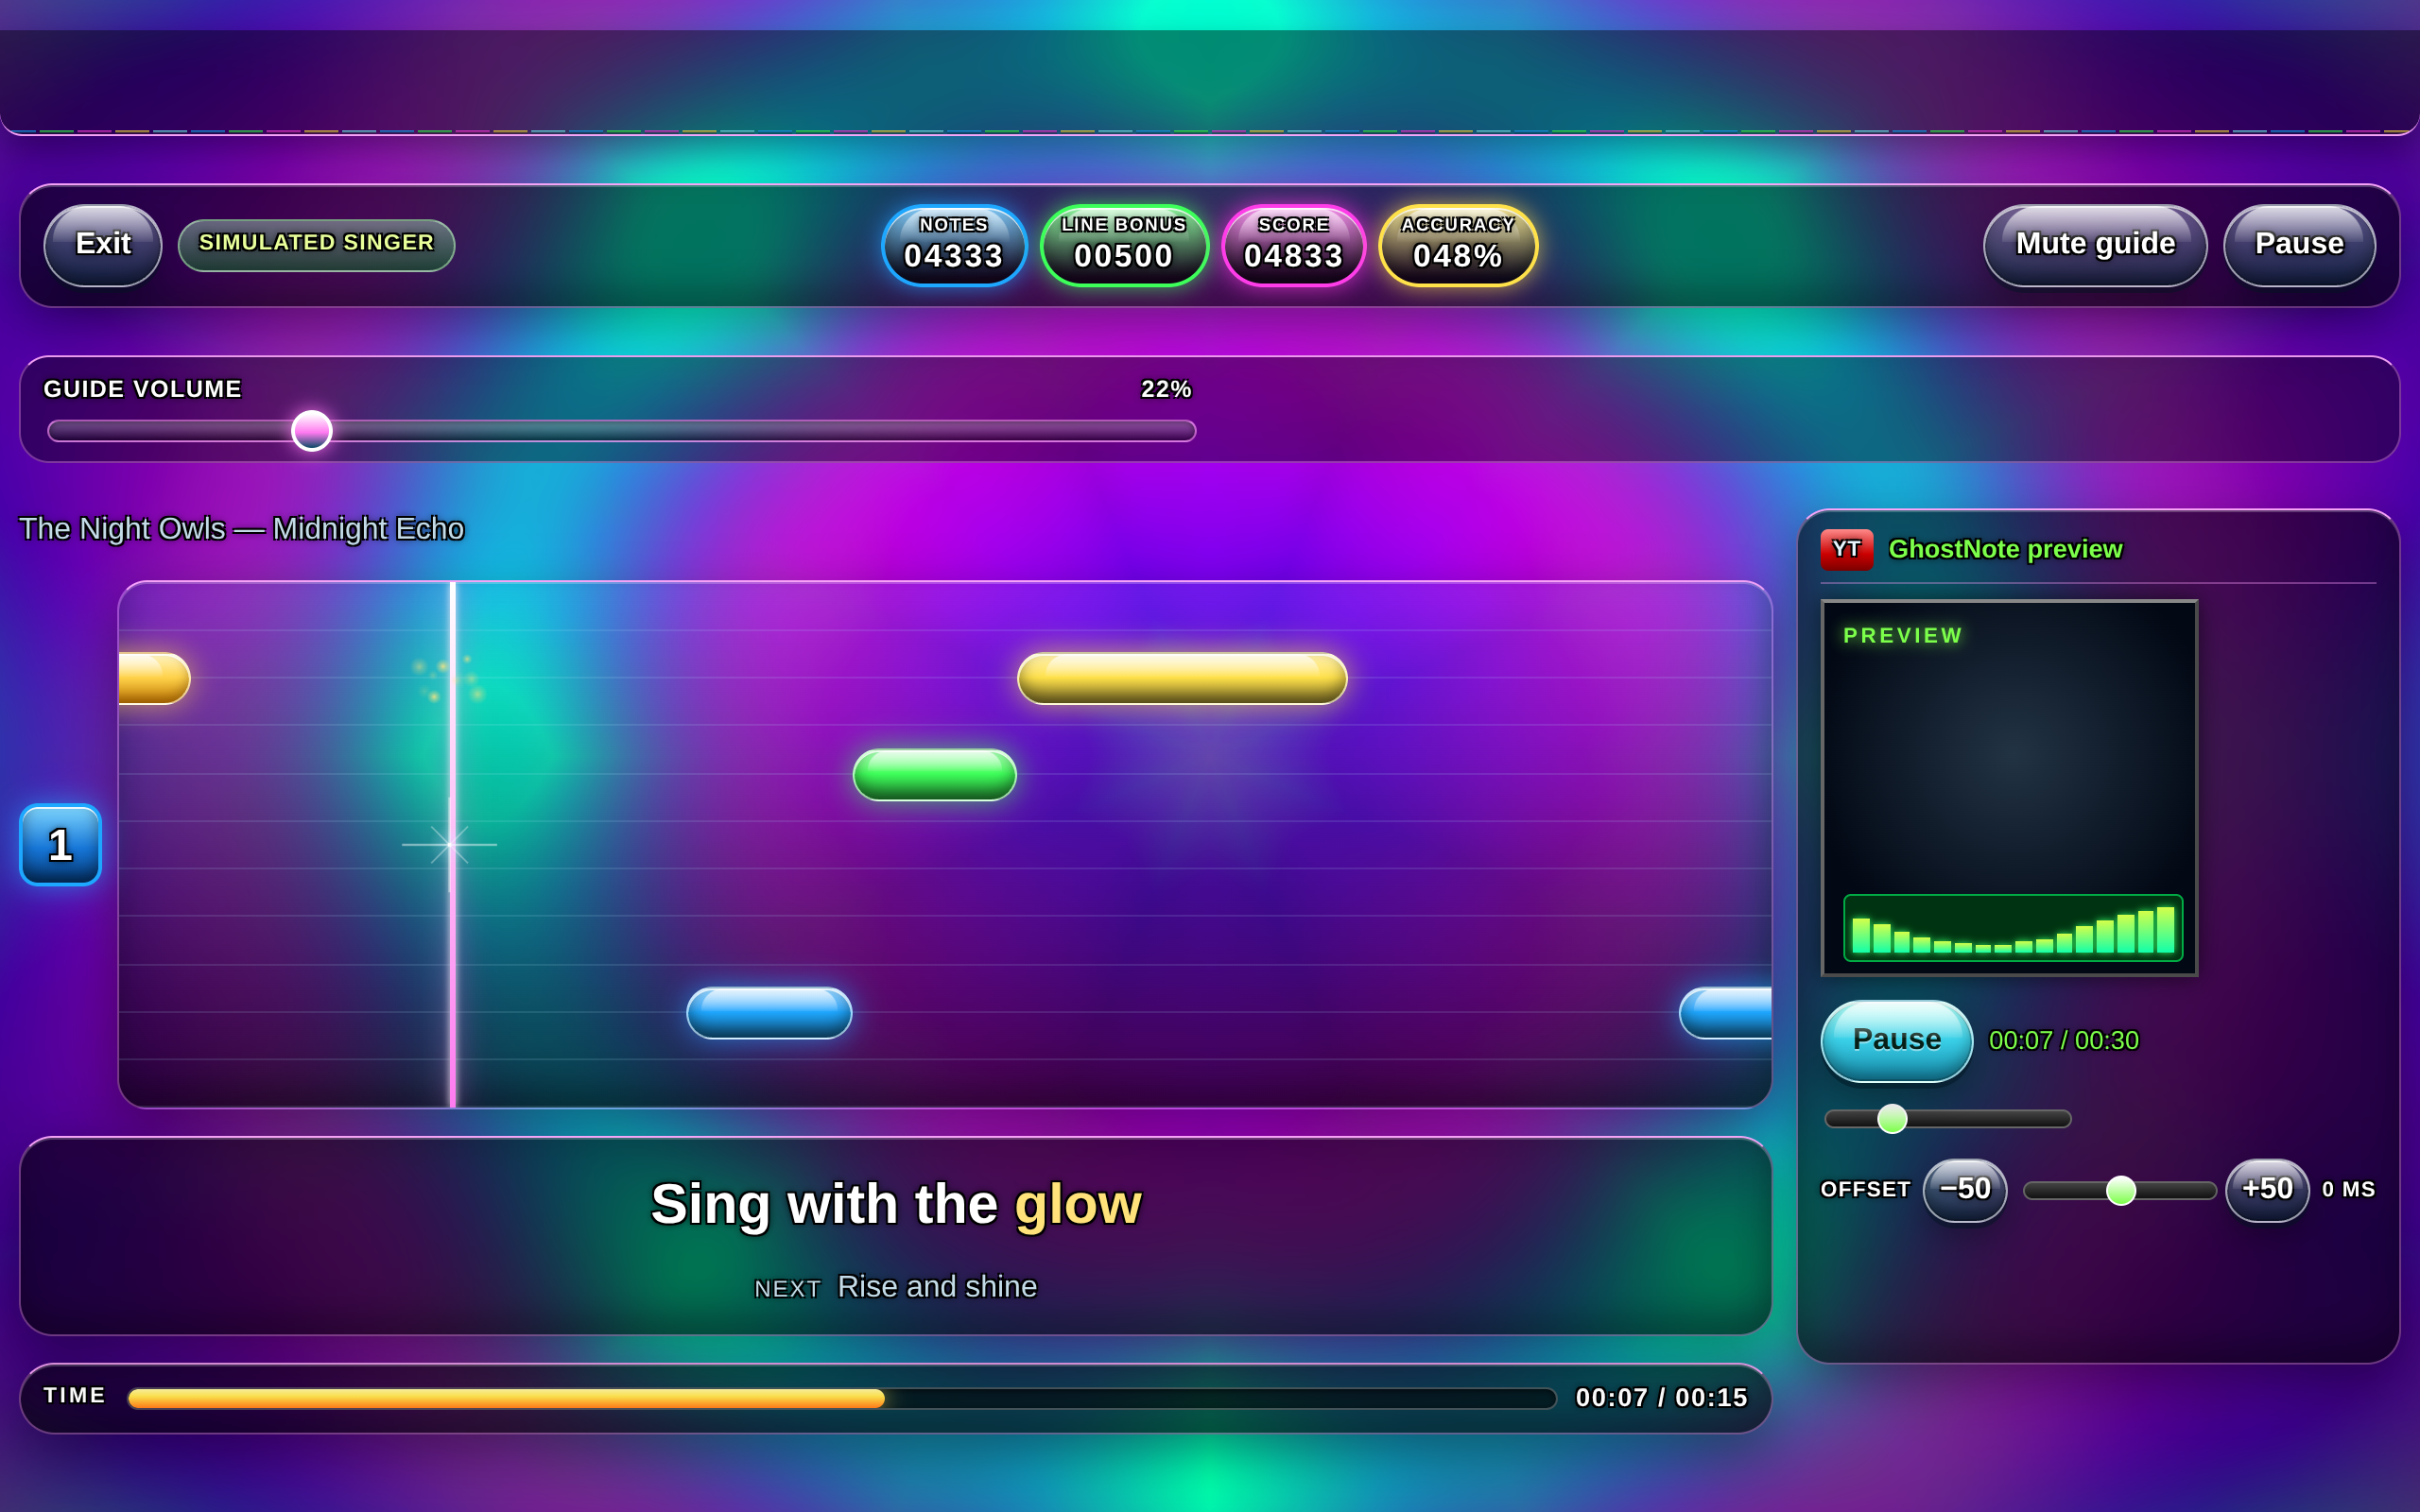 Exit
SIMULATED SINGER
NOTES
04333
LINE BONUS
00500
SCORE
04833
ACCURACY
048%
Mute guide
Pause
GUIDE VOLUME
22%
The Night Owls — Midnight Echo
1
YT GhostNote preview
PREVIEW
Pause
00:07 / 00:30
OFFSET −50 +50 0 MS
Sing with the glow
NEXT Rise and shine
TIME
00:07 / 00:15